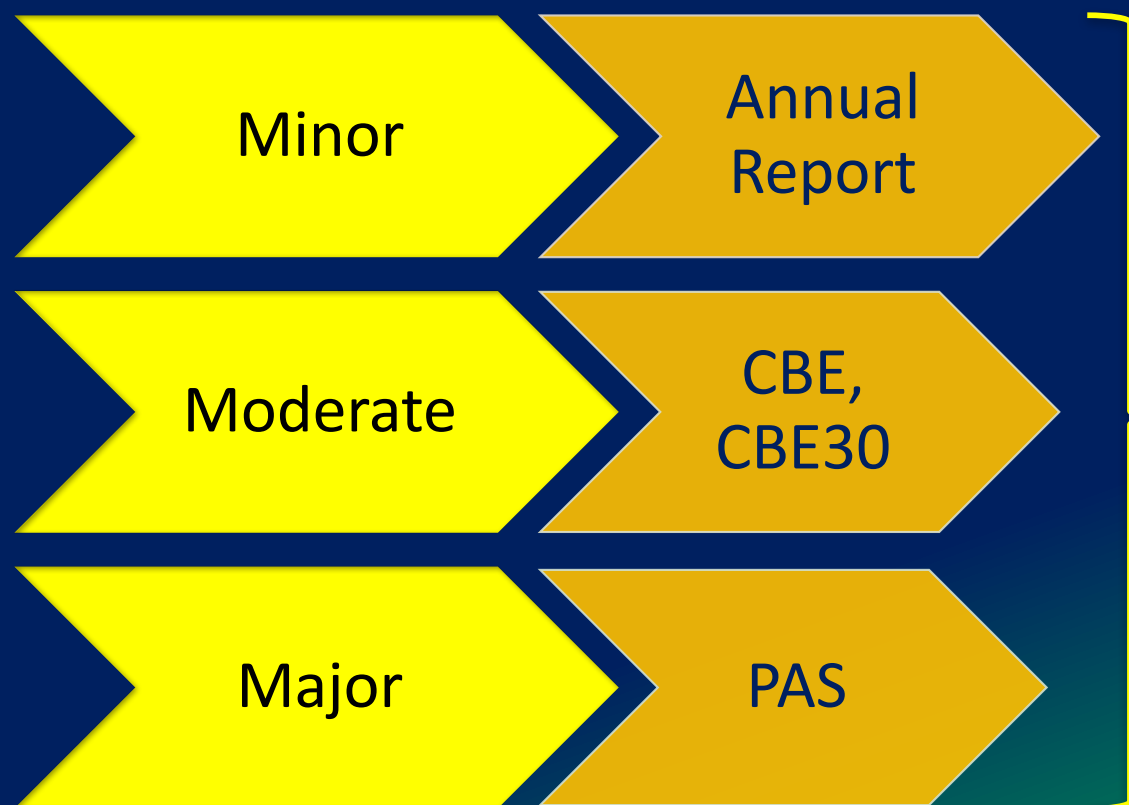 Minor
Annual
Report
Moderate
CBE,
CBE30
Major
PAS